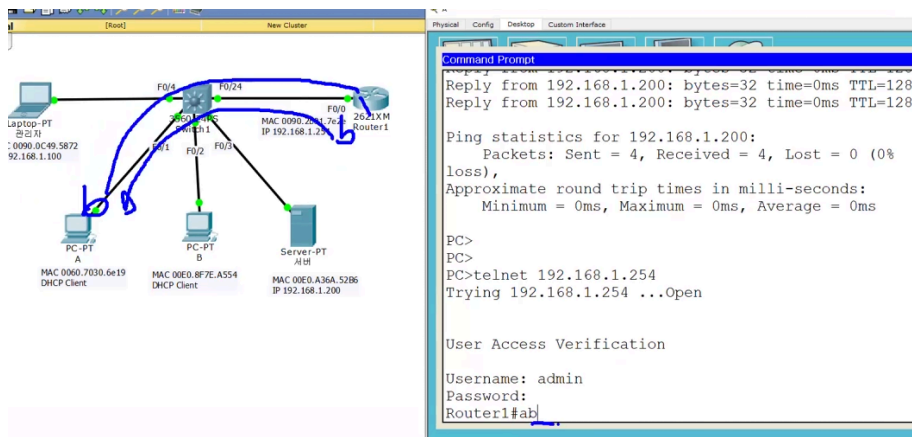 [Root]
New Cluster
F0/4
F0/24
F0/0
2621XM
Router1
Switch1
MAC 0090.
IP 192.168.1.25
Laptop-PT
관리자
0090.0C49.5872
92.168.1.100
F0/1
F0/2
F0/3
b
b
PC-PT
A
MAC 0060.7030.6e19
DHCP Client
PC-PT
B
MAC 00E0.8F7E.A554
DHCP Client
Server-PT
서버
MAC 00E0.A36A.52B6
IP 192.168.1.200
Physical Config Desktop Custom Interface
Command Prompt
Reply from 192.168.1.200: bytes=32 time=0ms TTL=128
Reply from 192.168.1.200: bytes=32 time=0ms TTL=128
Ping statistics for 192.168.1.200:
Packets: Sent = 4, Received = 4, Lost = 0 (0%
loss),
Approximate round trip times in milli-seconds:
Minimum = 0ms, Maximum = 0ms, Average = 0ms
PC>
PC>
PC>telnet 192.168.1.254
Trying 192.168.1.254 ...Open
User Access Verification
Username: admin
Password:
Router1#ab